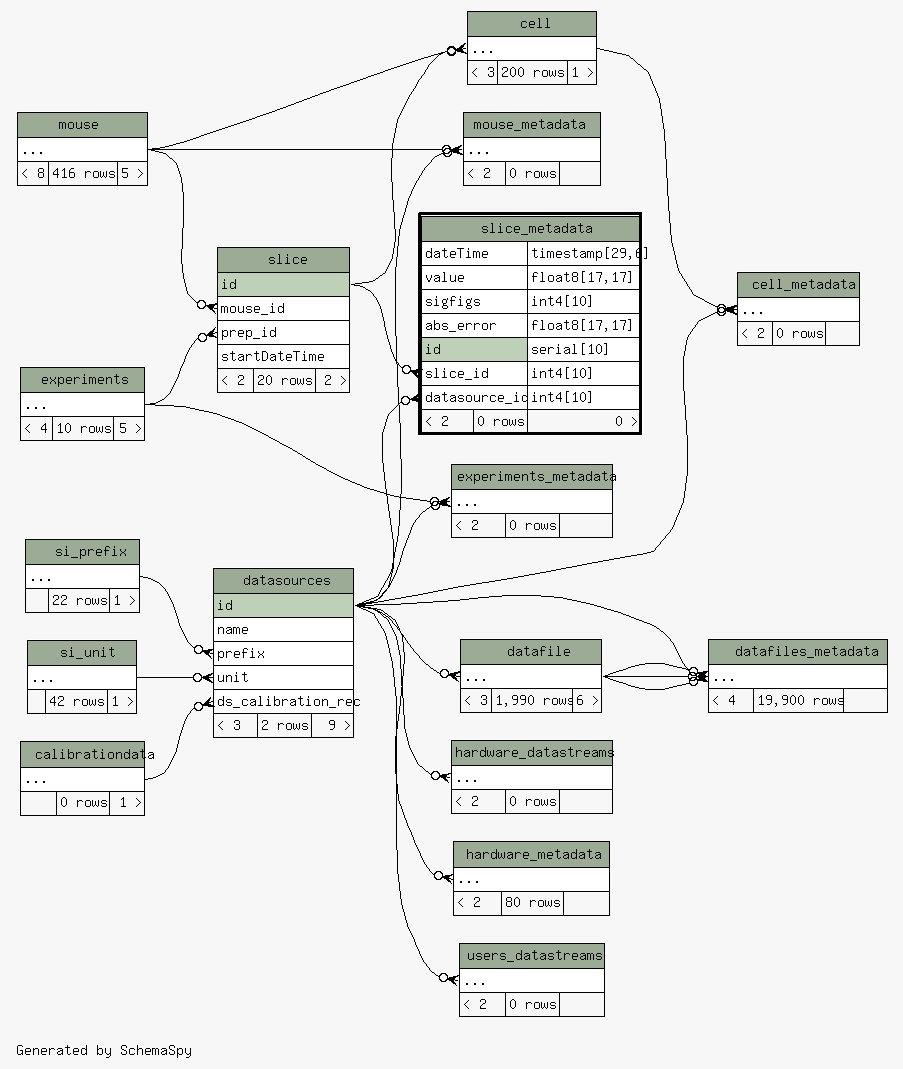 cell
...
< 3 200 rows 1 >
mouse
...
< 8 416 rows 5 >
mouse_metadata
...
< 2 0 rows
slice_metadata
dateTime timestamp[29,6]
value float8[17,17]
sigfigs int4[10]
abs_error float8[17,17]
id serial[10]
slice_id int4[10]
datasource_id int4[10]
< 2 0 rows 0 >
slice
id
mouse_id
prep_id
startDateTime
< 2 20 rows 2 >
cell_metadata
...
< 2 0 rows
experiments
...
< 4 10 rows 5 >
experiments_metadata
...
< 2 0 rows
si_prefix
...
22 rows 1 >
datasources
id
name
prefix
unit
ds_calibration_rec
< 3 2 rows 9 >
si_unit
...
42 rows 1 >
datafile
...
< 3 1,990 rows 6 >
datafiles_metadata
...
< 4 19,900 rows
calibrationdata
...
0 rows 1 >
hardware_datastreams
...
< 2 0 rows
hardware_metadata
...
< 2 80 rows
users_datastreams
...
< 2 0 rows
Generated by SchemaSpy